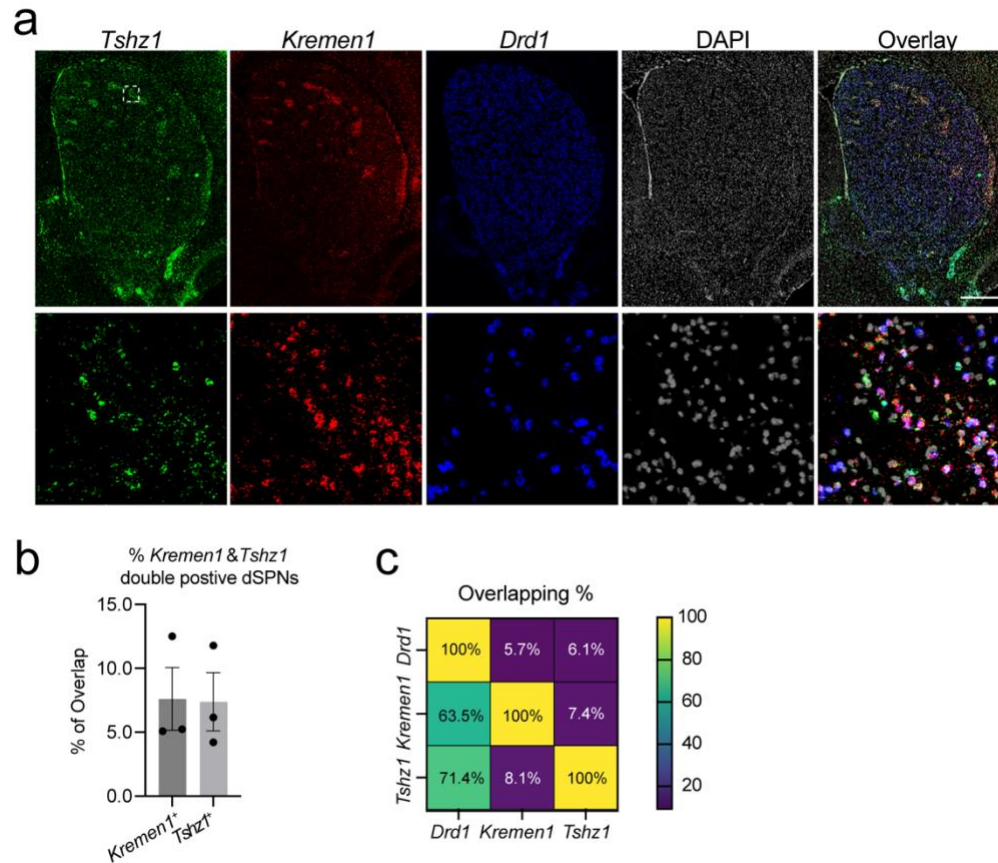 a
Tshz1 Kremen1 Drd1 DAPI Overlay
b
% Kremen1 & Tshz1
double postive dSPNs
% of Overlap
15.0
10.0
5.0
0.0
Kremen1+
Tshz1+
c
Overlapping %
Drd1
100% 5.7% 6.1%
Kremen1
63.5% 100% 7.4%
Tshz1
71.4% 8.1% 100%
Drd1 Kremen1 Tshz1
100
80
60
40
20